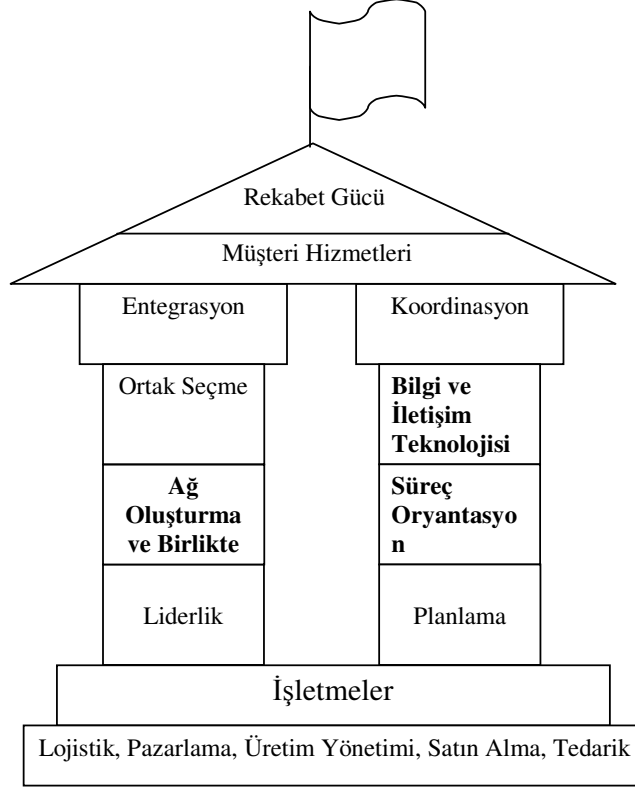 Rekabet Gücü
Müşteri Hizmetleri
Entegrasyon
Koordinasyon
Ortak Seçme
Bilgi ve
İletişim
Teknolojisi
Ağ
Oluşturma
ve Birlikte
Süreç
Oryantasyo
n
Liderlik
Planlama
İşletmeler
Lojistik, Pazarlama, Üretim Yönetimi, Satın Alma, Tedarik